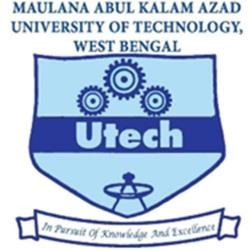 MAULANA ABUL KALAM AZAD
UNIVERSITY OF TECHNOLOGY,
WEST BENGAL
Utech
In Pursuit Of Knowledge And Excellence